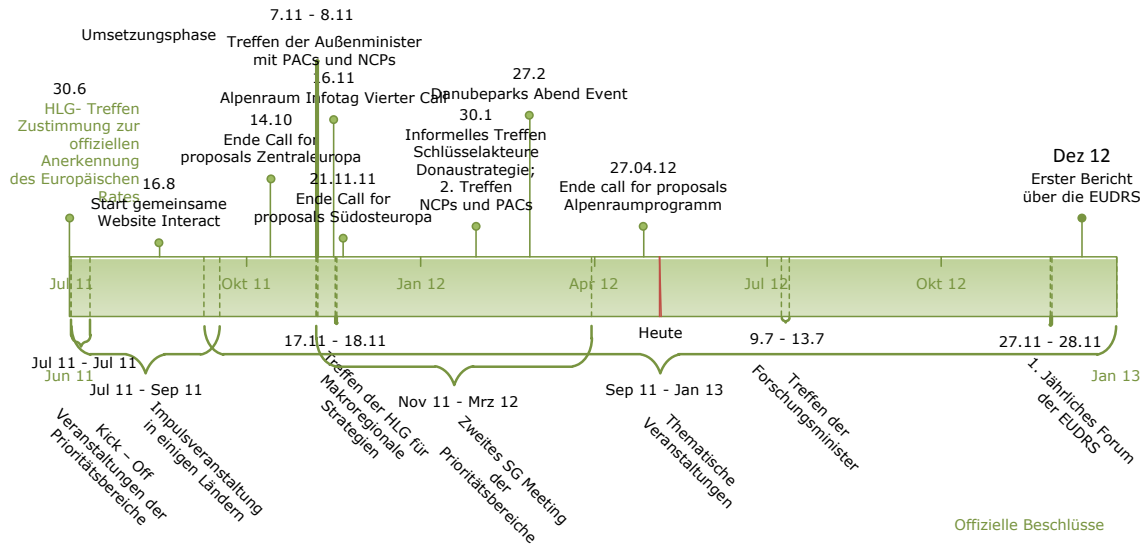 7.11 - 8.11
Umsetzungsphase
Treffen der Außenminister
mit PACs und NCPs
30.6
HLG- Treffen
Zustimmung zur
offiziellen
Anerkennung
des Europäischen
Rates
16.11
Alpenraum Infotag Vierter Call
27.2
Danubeparks Abend Event
14.10
Ende Call for
proposals Zentraleuropa
30.1
Informelles Treffen
Schlüsselakteure
Donaustrategie;
2. Treffen
NCPs und PACs
16.8
Start gemeinsame
Website Interact
21.11.11
Ende Call for
proposals Südosteuropa
27.04.12
Ende call for proposals
Alpenraumprogramm
Dez 12
Erster Bericht
über die EUDRS
Jul 11
Okt 11
Jan 12
Apr 12
Jul 12
Okt 12
Heute
Jun 11
Jan 13
Jul 11 - Jul 11
Kick – Off
Veranstaltungen der
Prioritätsbereiche
Jul 11 - Sep 11
Impulsveranstaltung
in einigen Ländern
17.11 - 18.11
Treffen der HLG für
Makroregionale
Strategien
Nov 11 - Mrz 12
Zweites SG Meeting
der
Prioritätsbereiche
Sep 11 - Jan 13
Thematische
Veranstaltungen
9.7 - 13.7
Treffen der
Forschungsminister
27.11 - 28.11
1. Jährliches Forum
der EUDRS
Offizielle Beschlüsse